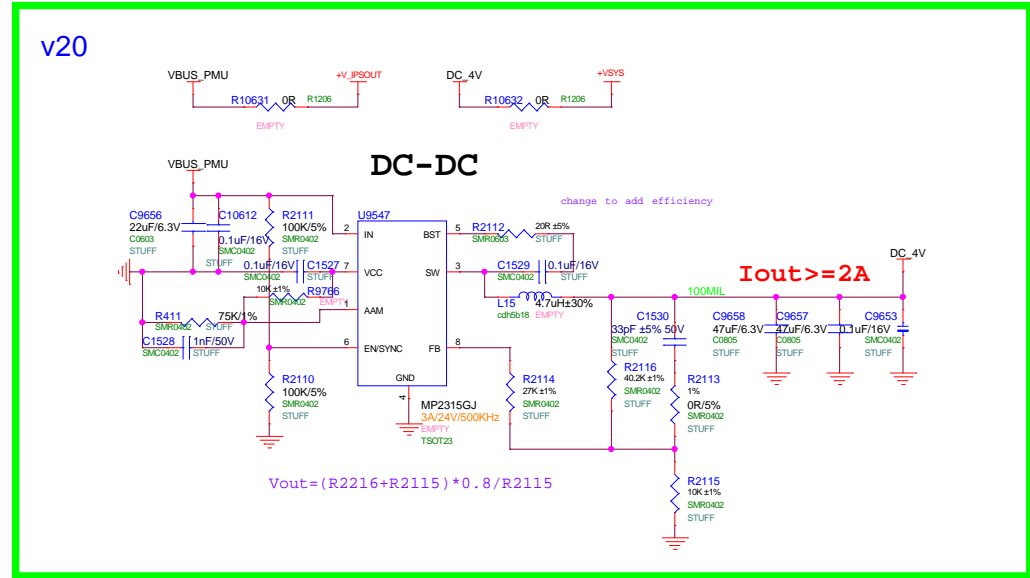 v20
VBUS_PMU
+V_IPSOUT
DC_4V
+VSYS
R10631
0R
R1206
R10632
0R
R1206
EMPTY
EMPTY
VBUS_PMU
DC-DC
change to add efficiency
C9656
22uF/6.3V
C0603
STUFF
C10612
0.1uF/16V
SMC0402
STUFF
R2111
100K/5%
SMR0402
STUFF
U9547
2
IN
BST
5
R2112
SMR0603
20R ±5%
STUFF
7
VCC
SW
3
0.1uF/16V
C1527
SMC0402
STUFF
10K ±1%
SMR0402
R9766
EMPTY
C1529
0.1uF/16V
SMC0402
STUFF
L15
cdh5b18
4.7uH±30%
EMPTY
DC_4V
Iout>=2A
100MIL
1
AAM
R411
75K/1%
SMR0402
STUFF
C1528
1nF/50V
SMC0402
STUFF
6
EN/SYNC
FB
8
GND
4
MP2315GJ
3A/24V/500KHz
EMPTY
TSOT23
R2110
100K/5%
SMR0402
STUFF
R2114
27K ±1%
SMR0402
STUFF
C1530
33pF ±5% 50V
SMC0402
STUFF
R2116
40.2K ±1%
SMR0402
STUFF
R2113
1%
0R/5%
SMR0402
STUFF
C9658
47uF/6.3V
C0805
STUFF
C9657
47uF/6.3V
C0805
STUFF
C9653
0.1uF/16V
SMC0402
STUFF
R2115
10K ±1%
SMR0402
STUFF
Vout=(R2216+R2115)*0.8/R2115